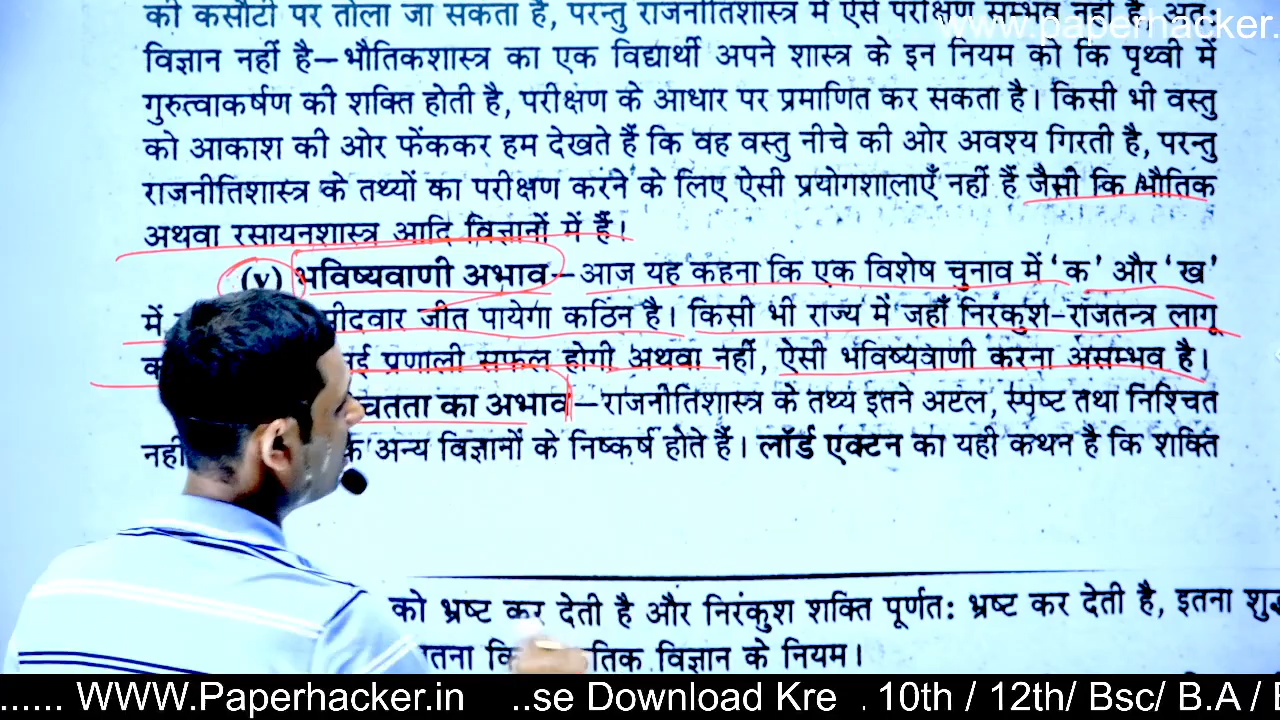 की कसौटी पर तोला जा सकता है, परन्तु राजनीतिशास्त्र में ऐसे परीक्षण सम्भव नहीं है। अतः
www.paperhacker.
विज्ञान नहीं है—भौतिकशास्त्र का एक विद्यार्थी अपने शास्त्र के इन नियम को कि पृथ्वी में
गुरुत्वाकर्षण की शक्ति होती है, परीक्षण के आधार पर प्रमाणित कर सकता है। किसी भी वस्तु
को आकाश की ओर फेंककर हम देखते हैं कि वह वस्तु नीचे की ओर अवश्य गिरती है, परन्तु
राजनीतिशास्त्र के तथ्यों का परीक्षण करने के लिए ऐसी प्रयोगशालाएँ नहीं हैं जैसी कि भौतिक
अथवा रसायनशास्त्र आदि विज्ञानों में हैं।
(v) भविष्यवाणी अभाव—आज यह कहना कि एक विशेष चुनाव में 'क' और 'ख'
में जीत पायेगा कठिन है। किसी भी राज्य में जहाँ निरंकुश-राजतन्त्र लागू
प्रणाली सफल होगी अथवा नहीं, ऐसी भविष्यवाणी करना असम्भव है।
का अभाव—राजनीतिशास्त्र के तथ्य इतने अटल, स्पष्ट तथा निश्चित
नहीं अन्य विज्ञानों के निष्कर्ष होते हैं। लॉर्ड एक्टन का यही कथन है कि शक्ति
को भ्रष्ट कर देती है और निरंकुश शक्ति पूर्णतः भ्रष्ट कर देती है, इतना
विज्ञान के नियम।
...... WWW.Paperhacker.in ..se Download Kre . 10th / 12th/ Bsc/ B.A /